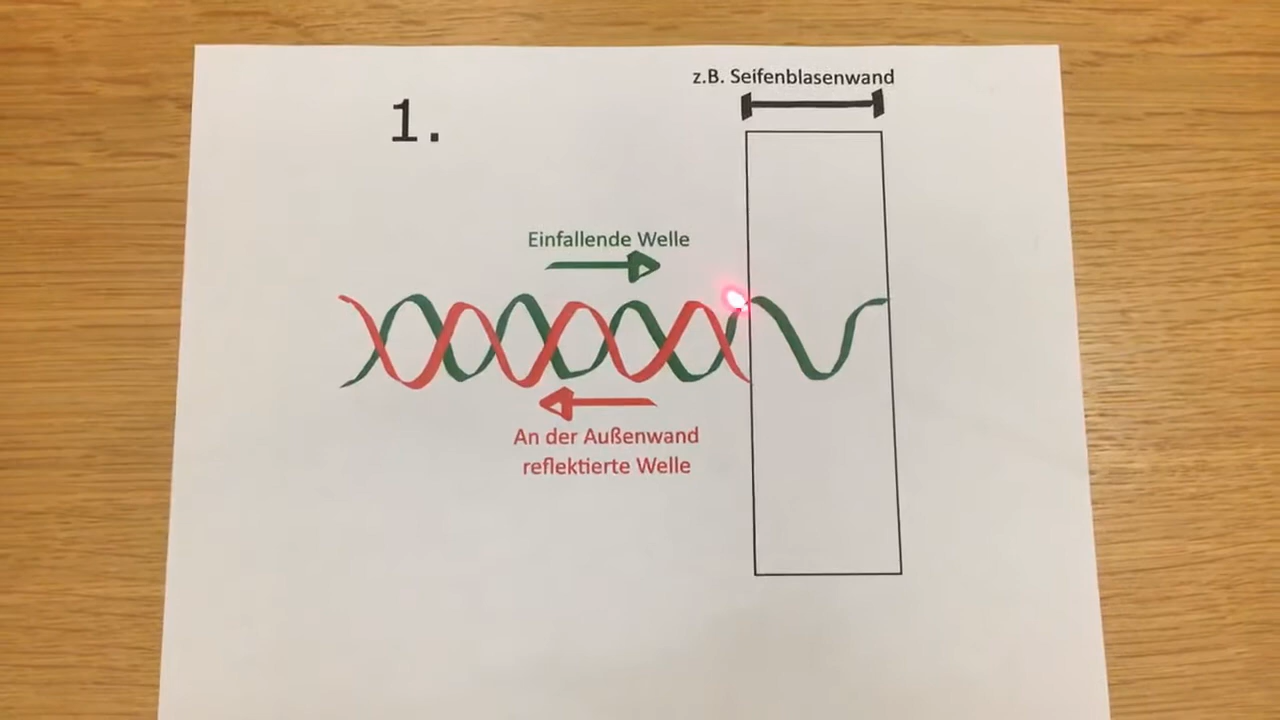 z.B. Seifenblasenwand
1.
Einfallende Welle
An der Außenwand
reflektierte Welle